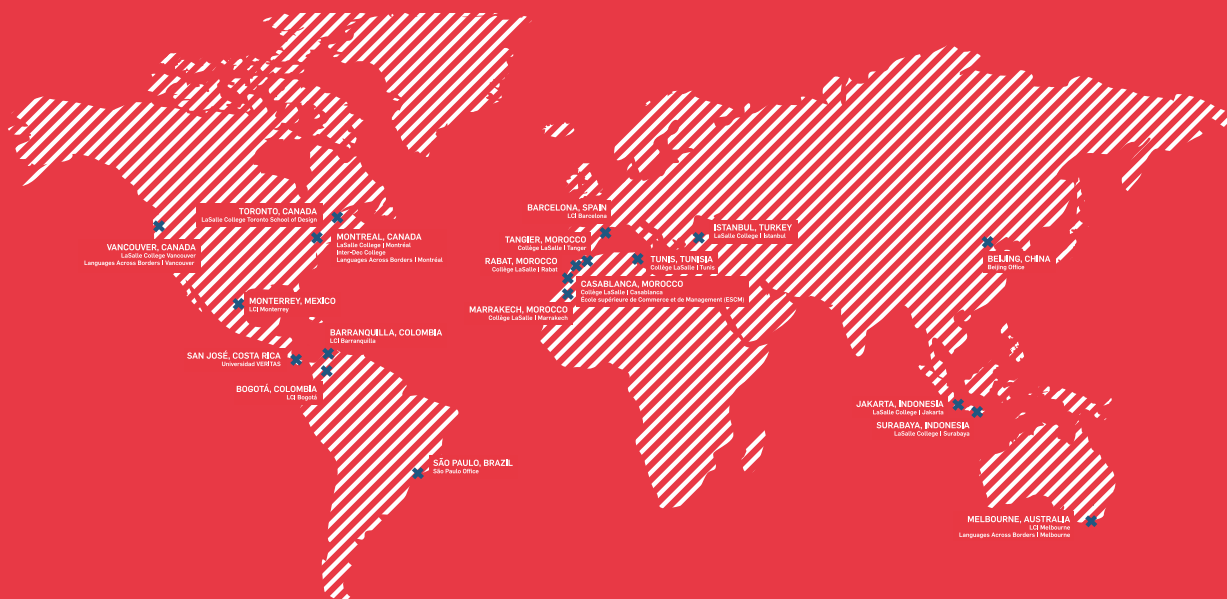 TORONTO, CANADA
LaSalle College Toronto School of Design
VANCOUVER, CANADA
LaSalle College Vancouver
Languages Across Borders | Vancouver
MONTREAL, CANADA
LaSalle College | Montréal
Inter-Dec College
Languages Across Borders | Montréal
MONTERREY, MEXICO
LCI Monterrey
BARRANQUILLA, COLOMBIA
LCI Barranquilla
SAN JOSÉ, COSTA RICA
Universidad VERITAS
BOGOTÁ, COLOMBIA
LCI Bogotá
SÃO PAULO, BRAZIL
São Paulo Office
BARCELONA, SPAIN
LCI Barcelona
ISTANBUL, TURKEY
LaSalle College | Istanbul
TANGIER, MOROCCO
Collège LaSalle | Tanger
RABAT, MOROCCO
Collège LaSalle | Rabat
TUNIS, TUNISIA
Collège LaSalle | Tunis
CASABLANCA, MOROCCO
Collège LaSalle | Casablanca
École supérieure de Commerce et de Management (ESCM)
MARRAKECH, MOROCCO
Collège LaSalle | Marrakech
BEIJING, CHINA
Beijing Office
JAKARTA, INDONESIA
LaSalle College | Jakarta
SURABAYA, INDONESIA
LaSalle College | Surabaya
MELBOURNE, AUSTRALIA
LCI Melbourne
Languages Across Borders | Melbourne